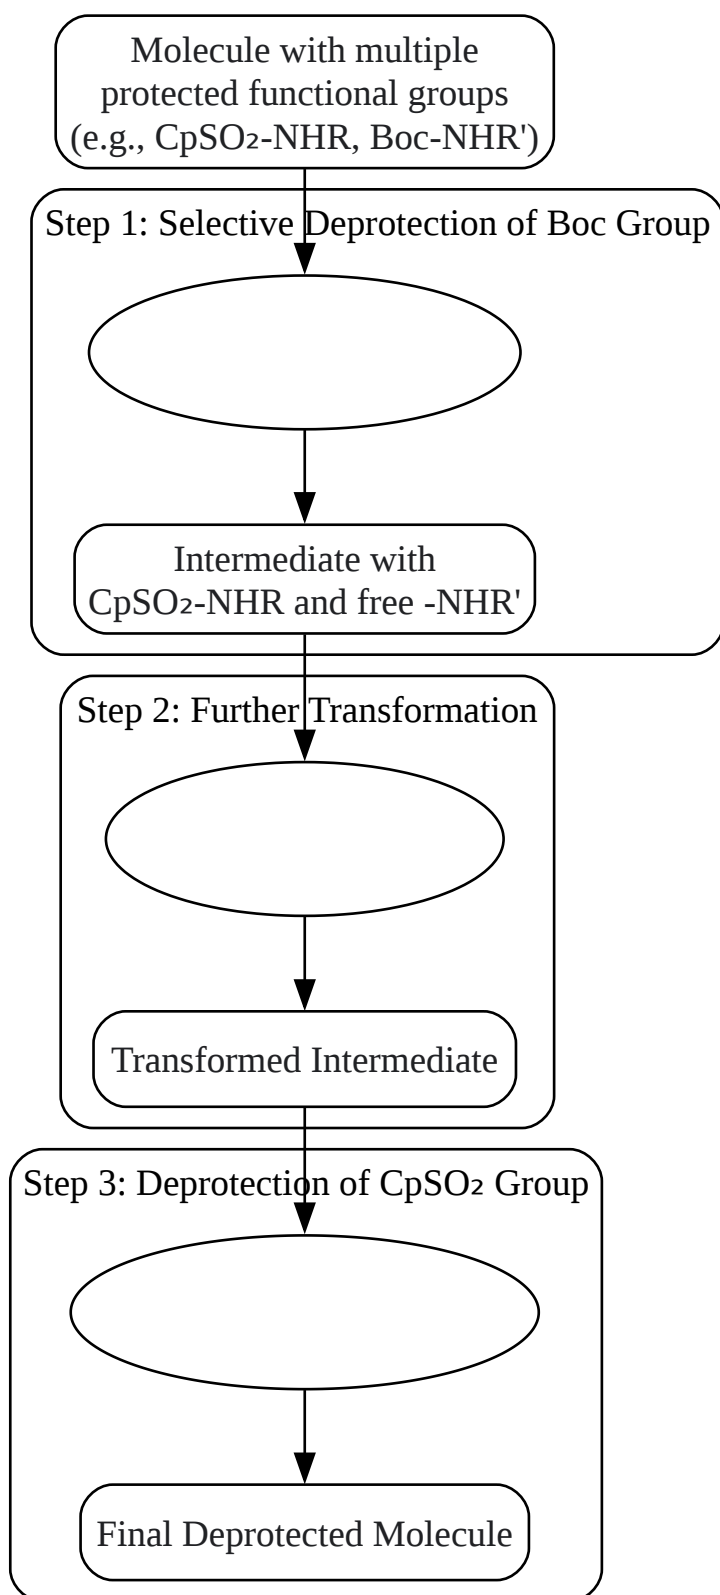 Molecule with multiple
protected functional groups
(e.g., CpSO₂-NHR, Boc-NHR')
Step 1: Selective Deprotection of Boc Group
Intermediate with
CpSO₂-NHR and free -NHR'
Step 2: Further Transformation
Transformed Intermediate
Step 3: Deprotection of CpSO₂ Group
Final Deprotected Molecule